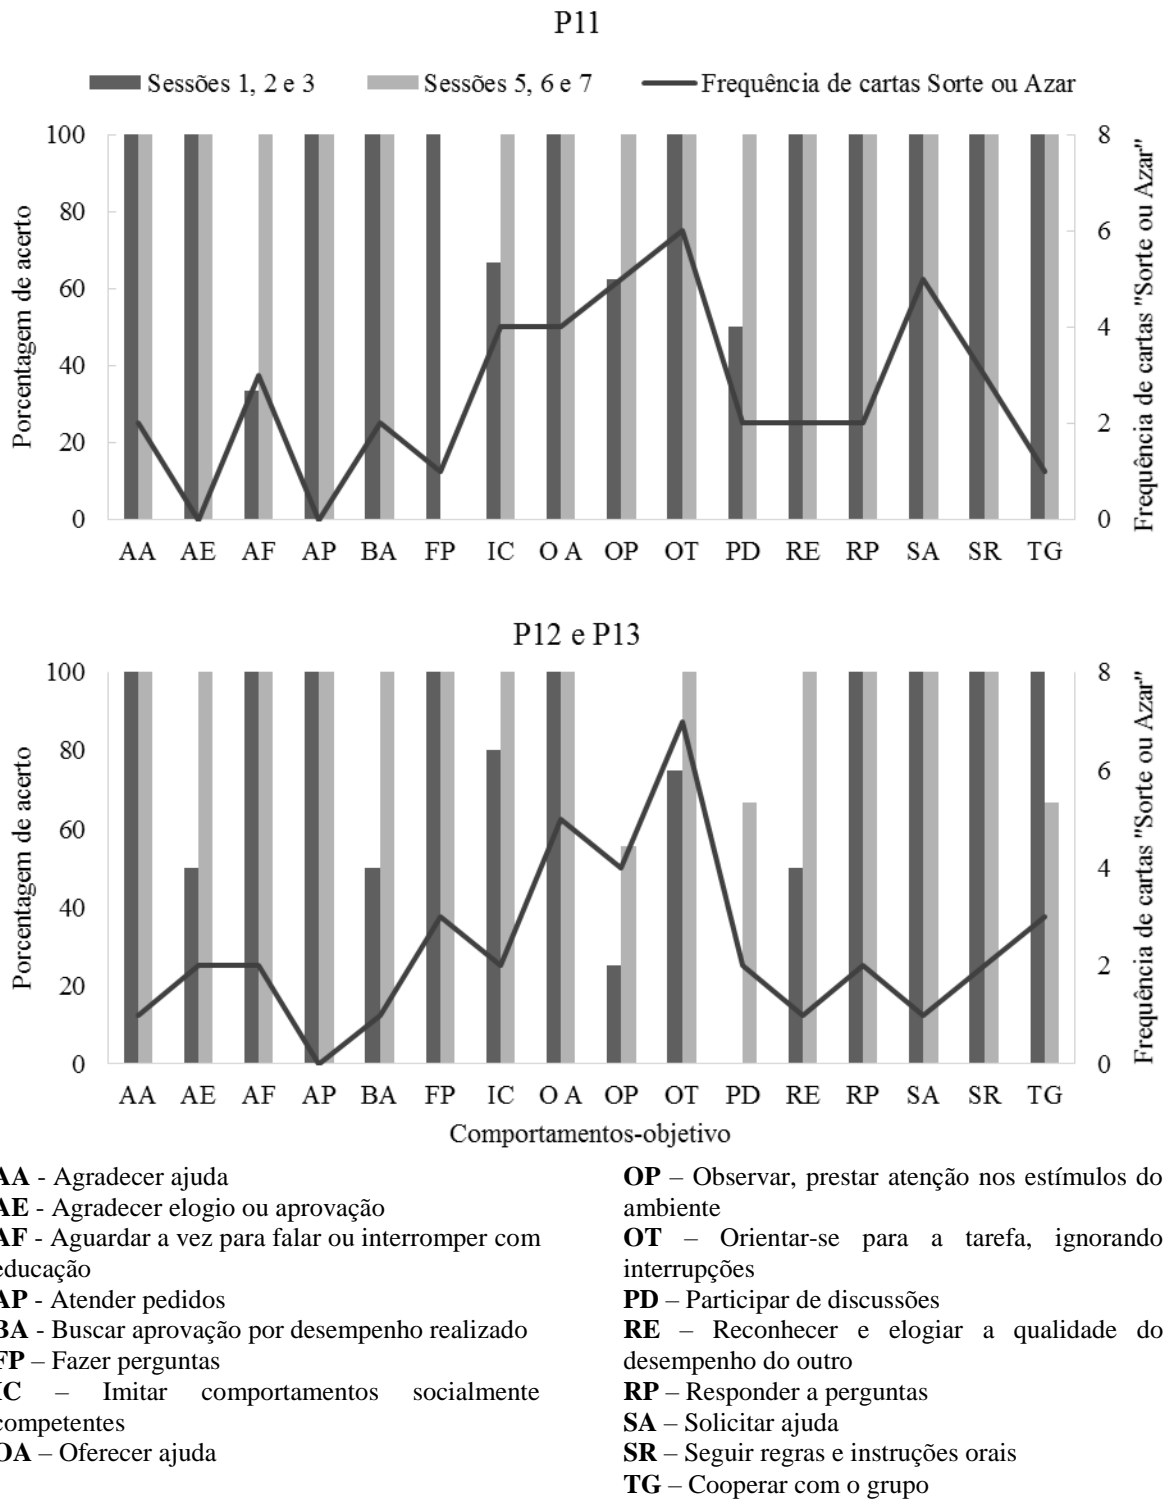 P11
Sessões 1, 2 e 3 Sessões 5, 6 e 7 Frequência de cartas Sorte ou Azar
Porcentagem de acerto
100
80
60
40
20
0
8
6
4
2
0
Frequência de cartas "Sorte ou Azar"
AA AE AF AP BA FP IC O A OP OT PD RE RP SA SR TG
P12 e P13
Porcentagem de acerto
100
80
60
40
20
0
8
6
4
2
0
Frequência de cartas "Sorte ou Azar"
AA AE AF AP BA FP IC O A OP OT PD RE RP SA SR TG
Comportamentos-objetivo
AA - Agradecer ajuda
AE - Agradecer elogio ou aprovação
AF - Aguardar a vez para falar ou interromper com
educação
AP - Atender pedidos
BA - Buscar aprovação por desempenho realizado
FP – Fazer perguntas
IC – Imitar comportamentos socialmente
competentes
OA – Oferecer ajuda
OP – Observar, prestar atenção nos estímulos do
ambiente
OT – Orientar-se para a tarefa, ignorando
interrupções
PD – Participar de discussões
RE – Reconhecer e elogiar a qualidade do
desempenho do outro
RP – Responder a perguntas
SA – Solicitar ajuda
SR – Seguir regras e instruções orais
TG – Cooperar com o grupo